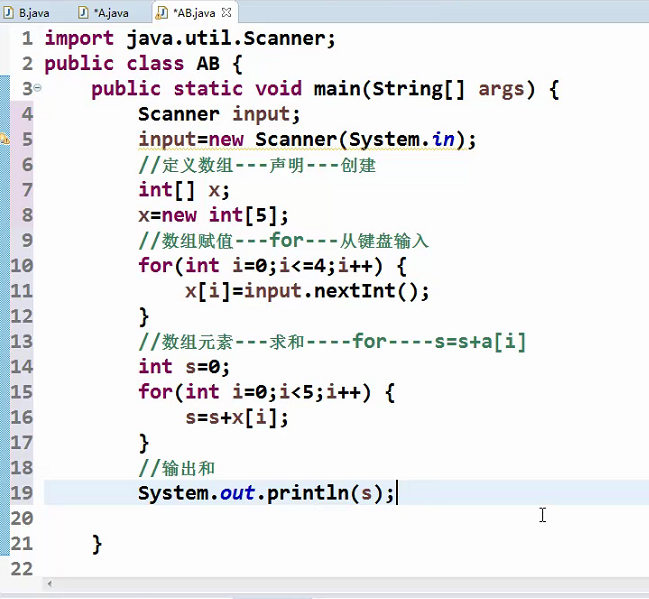 B.java *A.java *AB.java
1 import java.util.Scanner;
2 public class AB {
3 public static void main(String[] args) {
4 Scanner input;
5 input=new Scanner(System.in);
6 //定义数组---声明---创建
7 int[] x;
8 x=new int[5];
9 //数组赋值---for---从键盘输入
10 for(int i=0;i<=4;i++) {
11 x[i]=input.nextInt();
12 }
13 //数组元素---求和----for----s=s+a[i]
14 int s=0;
15 for(int i=0;i<5;i++) {
16 s=s+x[i];
17 }
18 //输出和
19 System.out.println(s);
20
21 }
22